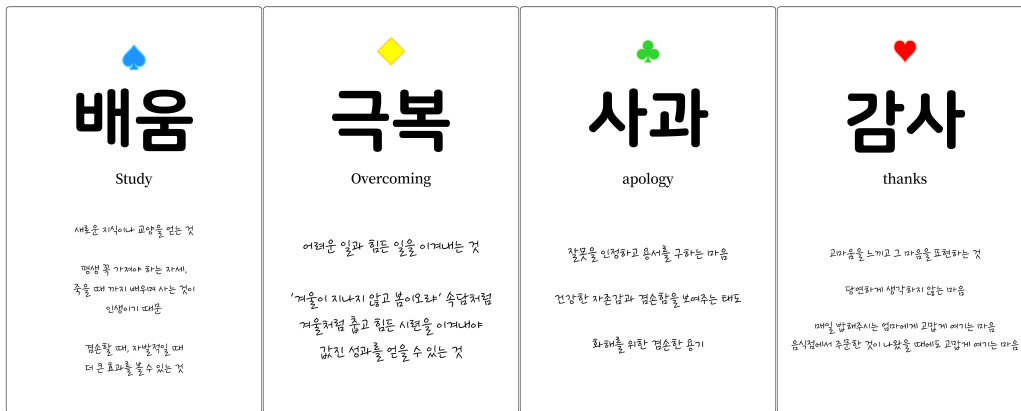 배움
Study
새로운 지식이나 교양을 얻는 것
평생 꼭 가져야 하는 자세,
죽을 때 까지 배우며 사는 것이
인생이기 때문
겸손할 때, 자발적일 때
더 큰 효과를 볼 수 있는 것
극복
Overcoming
어려운 일과 힘든 일을 이겨내는 것
'겨울이 지나지 않고 봄이오랴' 속담처럼
겨울처럼 춥고 힘든 시련을 이겨내야
값진 성과를 얻을 수 있는 것
사과
apology
잘못을 인정하고 용서를 구하는 마음
건강한 자존감과 겸손함을 보여주는 태도
화해를 위한 겸손한 용기
감사
thanks
고마움을 느끼고 그 마음을 표현하는 것
당연하게 생각하지 않는 마음
매일 밥해주시는 엄마에게 고맙게 여기는 마음
음식점에서 주문한 것이 나왔을 때에도 고맙게 여기는 마음